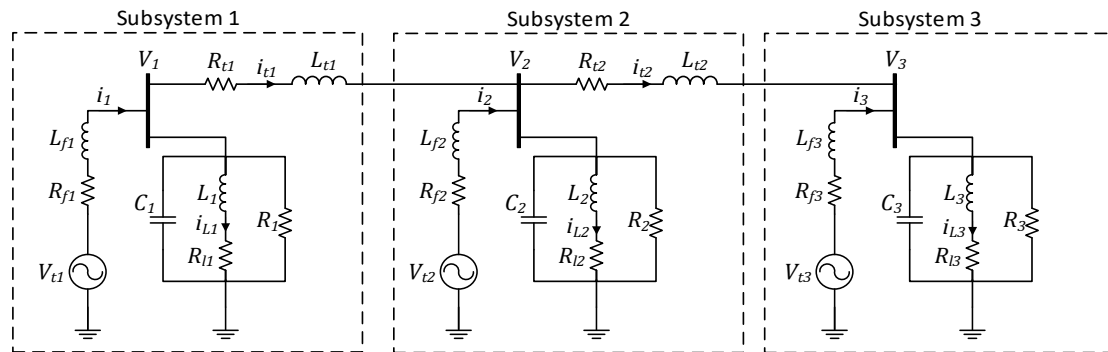 Subsystem 1
Subsystem 2
Subsystem 3
V1 Rt1 it1 Lt1
V2 Rt2 it2 Lt2
V3
i1
i2
i3
Lf1
Lf2
Lf3
Rf1
Rf2
Rf3
C1 L1 iL1 Rl1 R1
C2 L2 iL2 Rl2 R2
C3 L3 iL3 Rl3 R3
Vt1
Vt2
Vt3